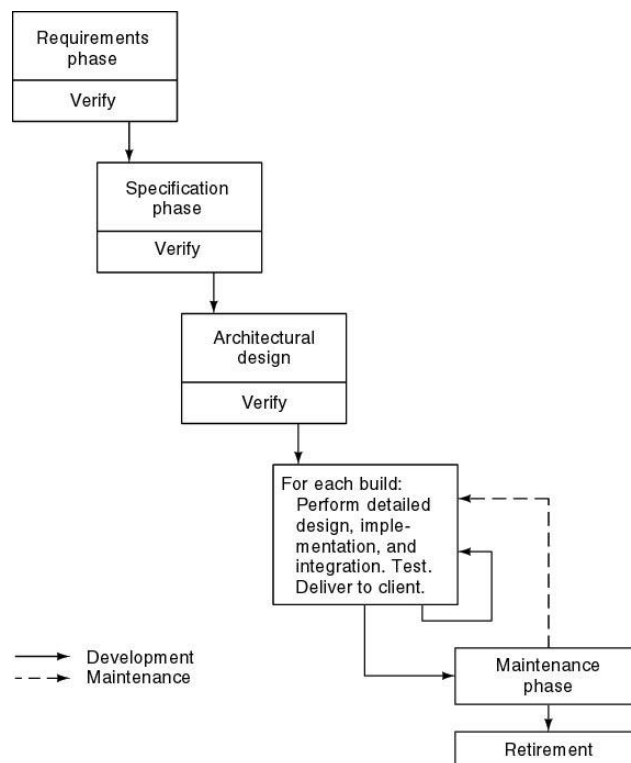 Requirements
phase
Verify
Specification
phase
Verify
Architectural
design
Verify
For each build:
Perform detailed
design, imple-
mentation, and
integration. Test.
Deliver to client.
Development
Maintenance
Maintenance
phase
Retirement